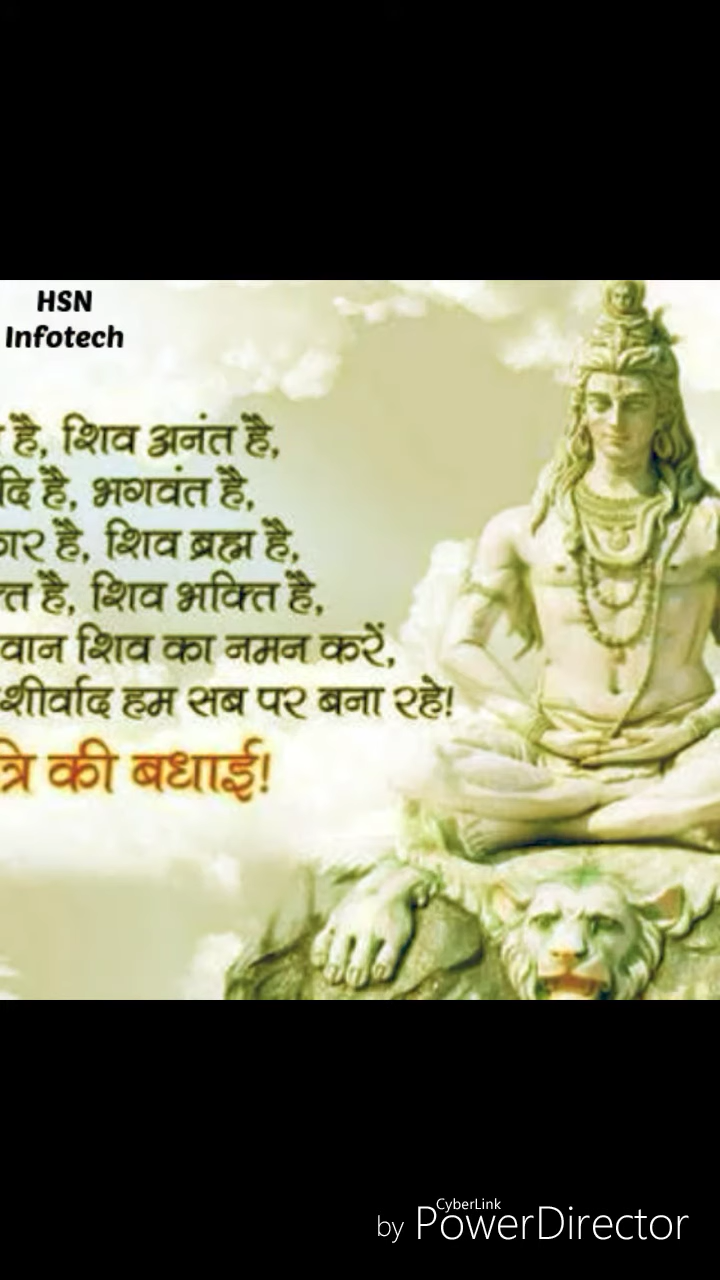 HSN
Infotech
है, शिव अनंत है,
दि है, भगवंत है,
गर है, शिव ब्रह्म है,
त है, शिव भक्ति है,
वान शिव का नमन करें,
शीर्वाद हम सब पर बना रहे!
त्रि की बधाई!
CyberLink
by PowerDirector